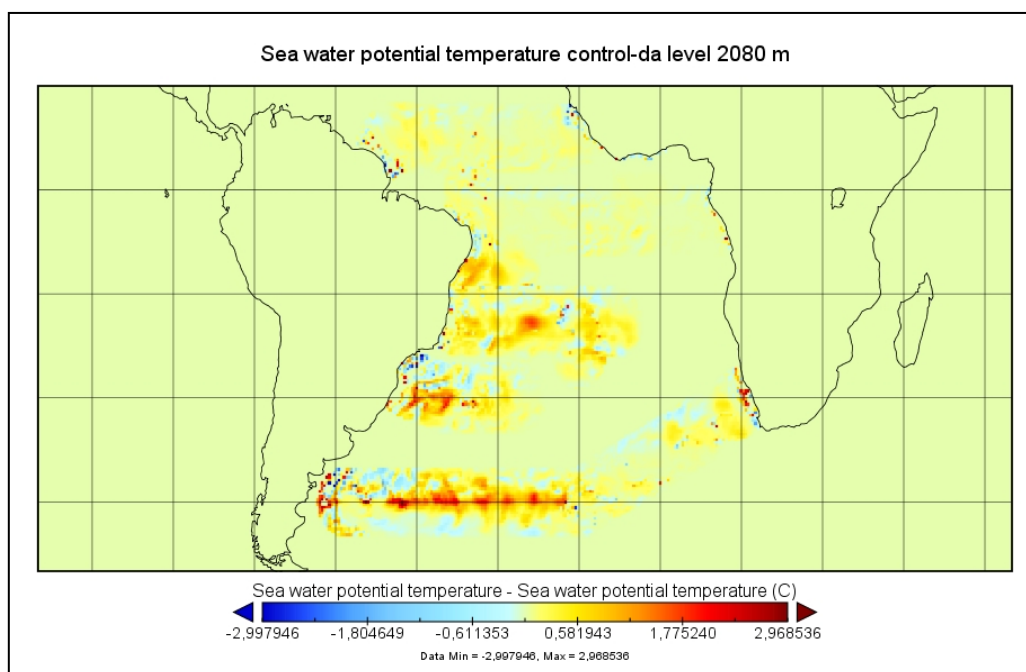 Sea water potential temperature control-da level 2080 m
Sea water potential temperature - Sea water potential temperature (C)
-2,997946 -1,804649 -0,611353 0,581943 1,775240 2,968536
Data Min = -2,997946, Max = 2,968536